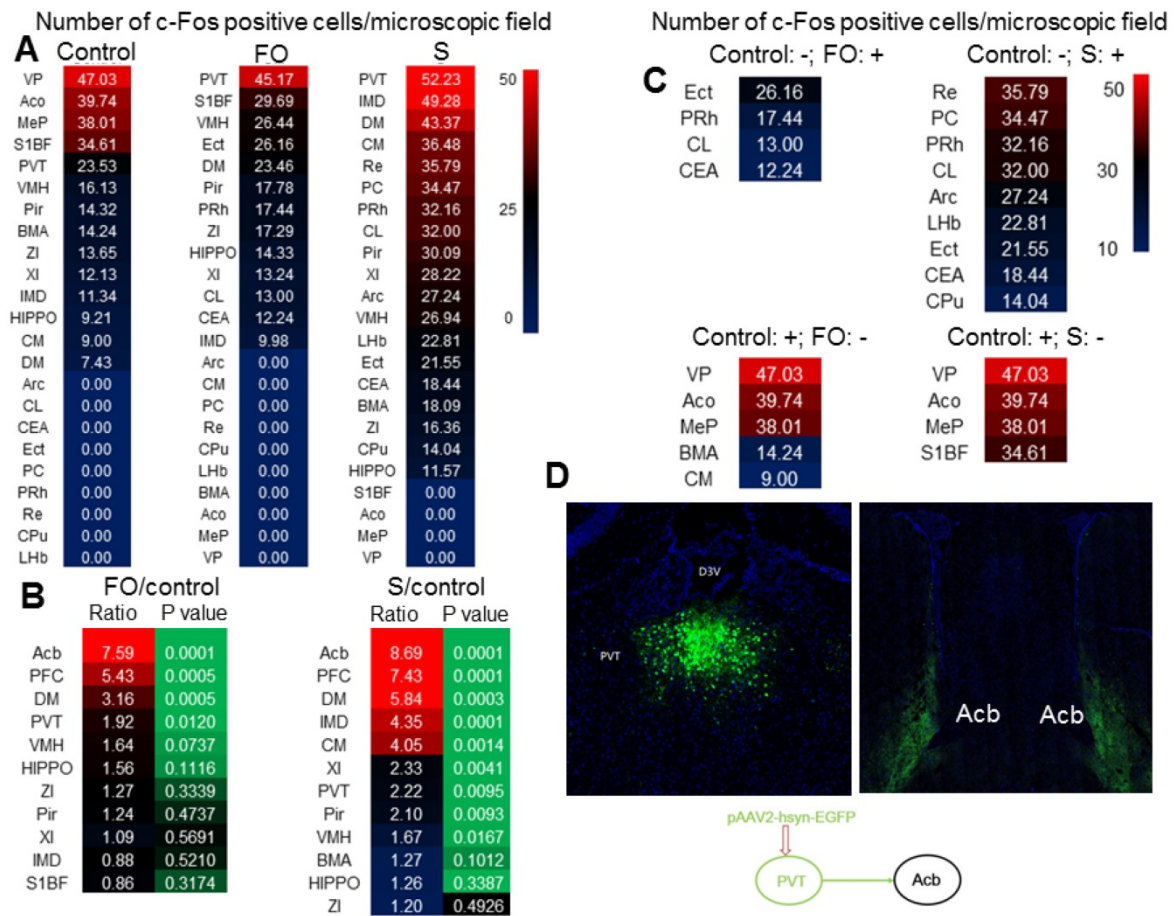 Number of c-Fos positive cells/microscopic field
A
Control FO S
VP 47.03 PVT 45.17 PVT 52.23 50
Aco 39.74 S1BF 29.69 IMD 49.28
MeP 38.01 VMH 26.44 DM 43.37
S1BF 34.61 Ect 26.16 CM 36.48
PVT 23.53 DM 23.46 Re 35.79
VMH 16.13 Pir 17.78 PC 34.47
Pir 14.32 PRh 17.44 PRh 32.16 25
BMA 14.24 ZI 17.29 CL 32.00
ZI 13.65 HIPPO 14.33 Pir 30.09
XI 12.13 XI 13.24 XI 28.22
IMD 11.34 CL 13.00 Arc 27.24
HIPPO 9.21 CEA 12.24 VMH 26.94 0
CM 9.00 IMD 9.98 LHb 22.81
DM 7.43 Arc 0.00 Ect 21.55
Arc 0.00 CM 0.00 CEA 18.44
CL 0.00 PC 0.00 BMA 18.09
CEA 0.00 Re 0.00 ZI 16.36
Ect 0.00 CPu 0.00 CPu 14.04
PC 0.00 LHb 0.00 HIPPO 11.57
PRh 0.00 BMA 0.00 S1BF 0.00
Re 0.00 Aco 0.00 Aco 0.00
CPu 0.00 MeP 0.00 MeP 0.00
LHb 0.00 VP 0.00 VP 0.00
B
FO/control S/control
Ratio P value Ratio P value
Acb 7.59 0.0001 Acb 8.69 0.0001
PFC 5.43 0.0005 PFC 7.43 0.0001
DM 3.16 0.0005 DM 5.84 0.0003
PVT 1.92 0.0120 IMD 4.35 0.0001
VMH 1.64 0.0737 CM 4.05 0.0014
HIPPO 1.56 0.1116 XI 2.33 0.0041
ZI 1.27 0.3339 PVT 2.22 0.0095
Pir 1.24 0.4737 Pir 2.10 0.0093
XI 1.09 0.5691 VMH 1.67 0.0167
IMD 0.88 0.5210 BMA 1.27 0.1012
S1BF 0.86 0.3174 HIPPO 1.26 0.3387
ZI 1.20 0.4926
Number of c-Fos positive cells/microscopic field
C
Control: -; FO: + Control: -; S: +
Ect 26.16 Re 35.79 50
PRh 17.44 PC 34.47
CL 13.00 PRh 32.16
CEA 12.24 CL 32.00 30
Arc 27.24
LHb 22.81
Ect 21.55 10
CEA 18.44
CPu 14.04
Control: +; FO: - Control: +; S: -
VP 47.03 VP 47.03
Aco 39.74 Aco 39.74
MeP 38.01 MeP 38.01
BMA 14.24 S1BF 34.61
CM 9.00
D
D3V
PVT
Acb Acb
pAAV2-hsyn-EGFP
PVT Acb